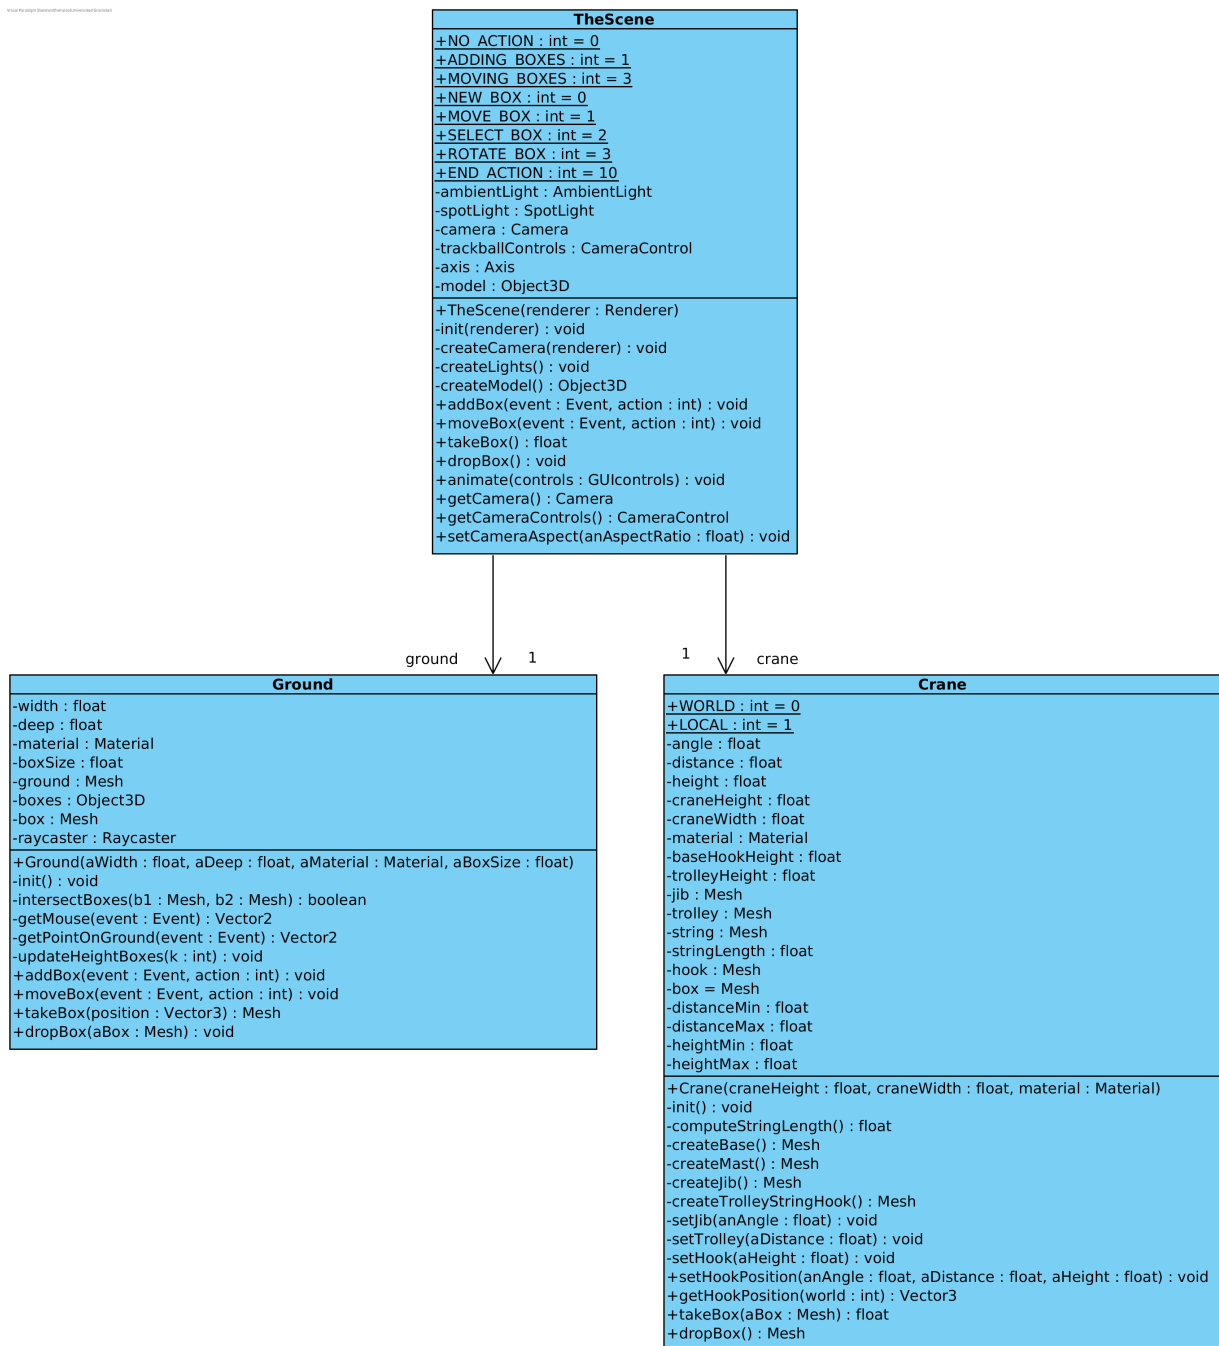 TheScene
+NO_ACTION : int = 0
+ADDING_BOXES : int = 1
+MOVING_BOXES : int = 3
+NEW_BOX : int = 0
+MOVE_BOX : int = 1
+SELECT_BOX : int = 2
+ROTATE_BOX : int = 3
+END_ACTION : int = 10
-ambientLight : AmbientLight
-spotLight : SpotLight
-camera : Camera
-trackballControls : CameraControl
-axis : Axis
-model : Object3D
+TheScene(renderer : Renderer)
-init(renderer) : void
-createCamera(renderer) : void
-createLights() : void
-createModel() : Object3D
+addBox(event : Event, action : int) : void
+moveBox(event : Event, action : int) : void
+takeBox() : float
+dropBox() : void
+animate(controls : GUIcontrols) : void
+getCamera() : Camera
+getCameraControls() : CameraControl
+setCameraAspect(anAspectRatio : float) : void
ground 1
1 crane
Ground
-width : float
-deep : float
-material : Material
-boxSize : float
-ground : Mesh
-boxes : Object3D
-box : Mesh
-raycaster : Raycaster
+Ground(aWidth : float, aDeep : float, aMaterial : Material, aBoxSize : float)
-init() : void
-intersectBoxes(b1 : Mesh, b2 : Mesh) : boolean
-getMouse(event : Event) : Vector2
-getPointOnGround(event : Event) : Vector2
-updateHeightBoxes(k : int) : void
+addBox(event : Event, action : int) : void
+moveBox(event : Event, action : int) : void
+takeBox(position : Vector3) : Mesh
+dropBox(aBox : Mesh) : void
Crane
+WORLD : int = 0
+LOCAL : int = 1
-angle : float
-distance : float
-height : float
-craneHeight : float
-craneWidth : float
-material : Material
-baseHookHeight : float
-trolleyHeight : float
-jib : Mesh
-trolley : Mesh
-string : Mesh
-stringLength : float
-hook : Mesh
-box = Mesh
-distanceMin : float
-distanceMax : float
-heightMin : float
-heightMax : float
+Crane(craneHeight : float, craneWidth : float, material : Material)
-init() : void
-computeStringLength() : float
-createBase() : Mesh
-createMast() : Mesh
-createJib() : Mesh
-createTrolleyStringHook() : Mesh
-setJib(anAngle : float) : void
-setTrolley(aDistance : float) : void
-setHook(aHeight : float) : void
+setHookPosition(anAngle : float, aDistance : float, aHeight : float) : void
+getHookPosition(world : int) : Vector3
+takeBox(aBox : Mesh) : float
+dropBox() : Mesh